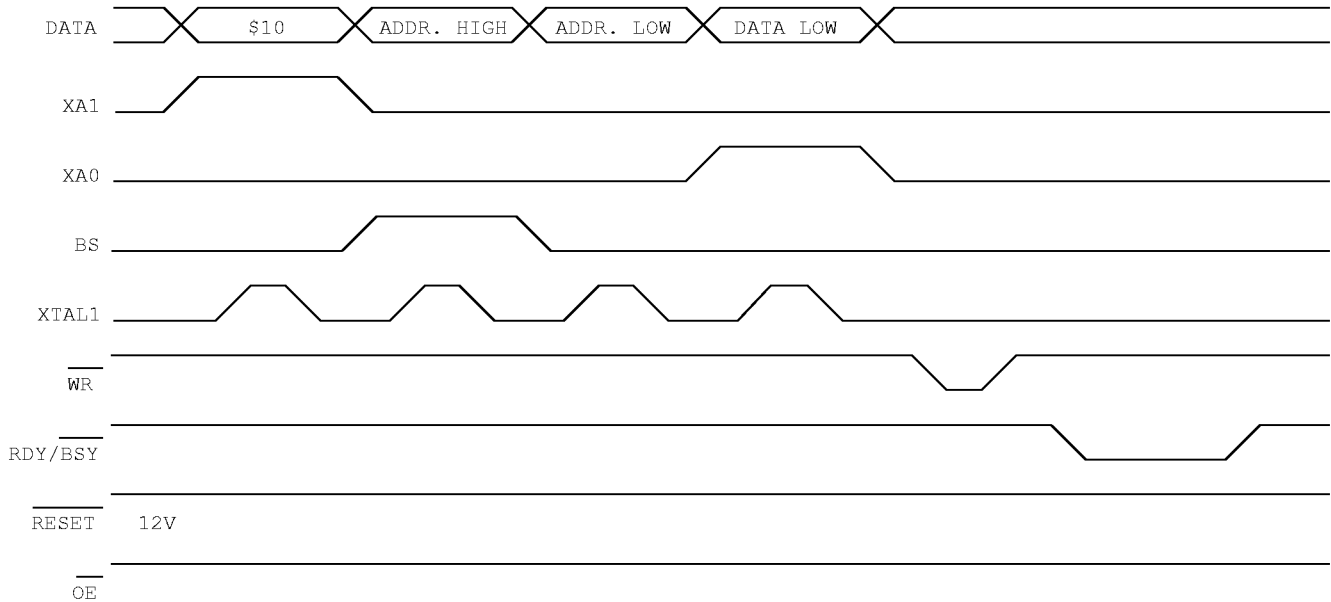 DATA $10 ADDR. HIGH ADDR. LOW DATA LOW
XA1
XA0
BS
XTAL1
WR
RDY/BSY
RESET 12V
OE